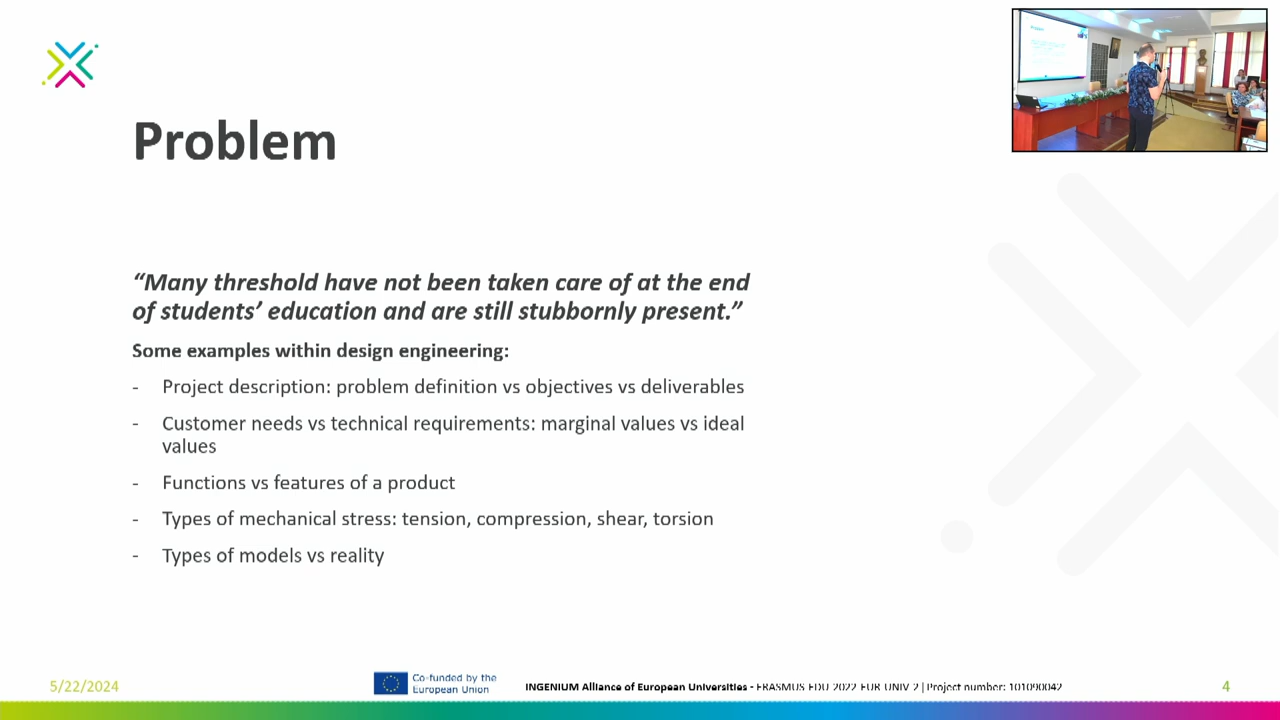 Problem
“Many threshold have not been taken care of at the end
of students’ education and are still stubbornly present.”
Some examples within design engineering:
- Project description: problem definition vs objectives vs deliverables
- Customer needs vs technical requirements: marginal values vs ideal
values
- Functions vs features of a product
- Types of mechanical stress: tension, compression, shear, torsion
- Types of models vs reality
5/22/2024
Co-funded by the
European Union
INGENIUM Alliance of European Universities - ERASMUS-EDU-2022-EUR-UNIV-2 | Project number: 101090042
4